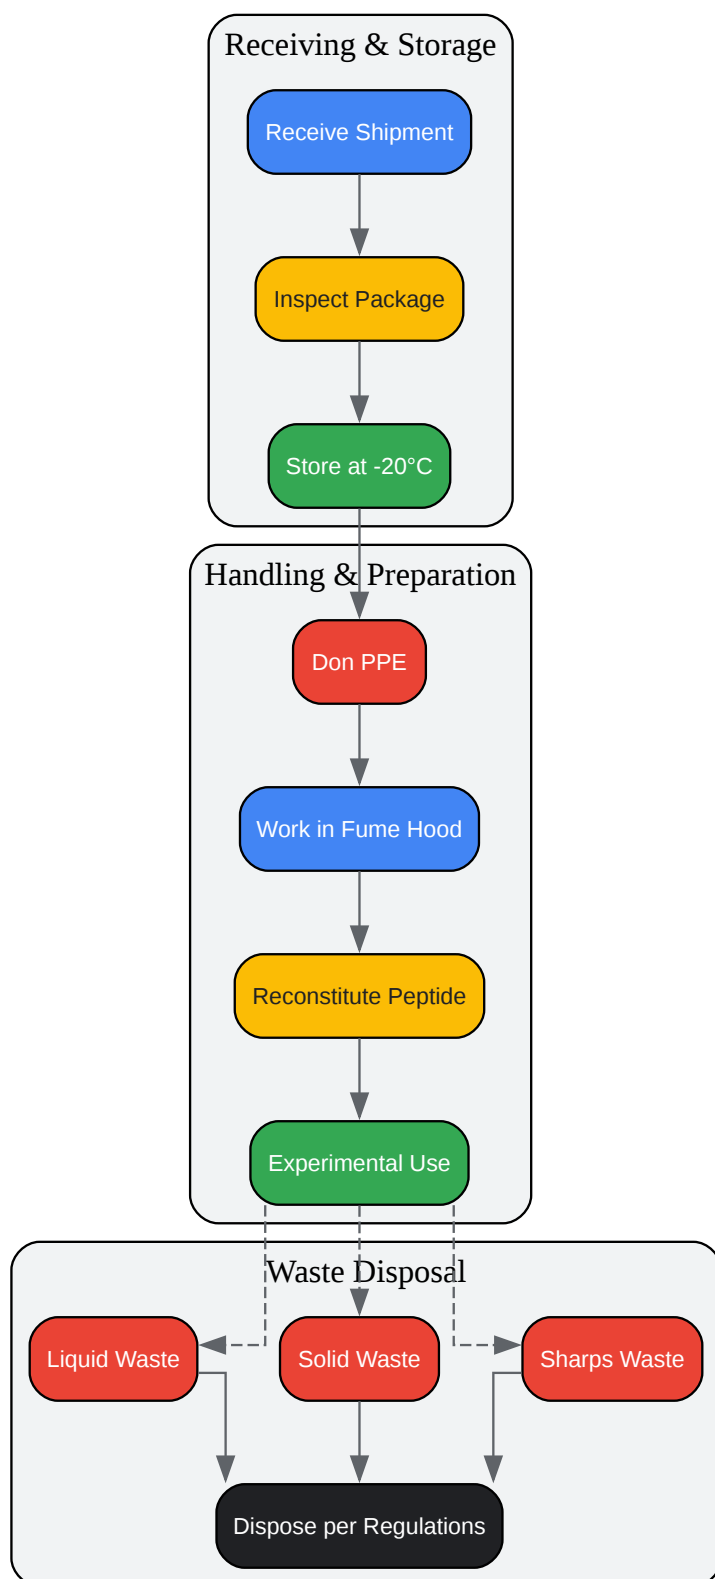 Receiving & Storage
Receive Shipment
Inspect Package
Store at -20°C
Handling & Preparation
Don PPE
Work in Fume Hood
Reconstitute Peptide
Experimental Use
Waste Disposal
Liquid Waste
Solid Waste
Sharps Waste
Dispose per Regulations